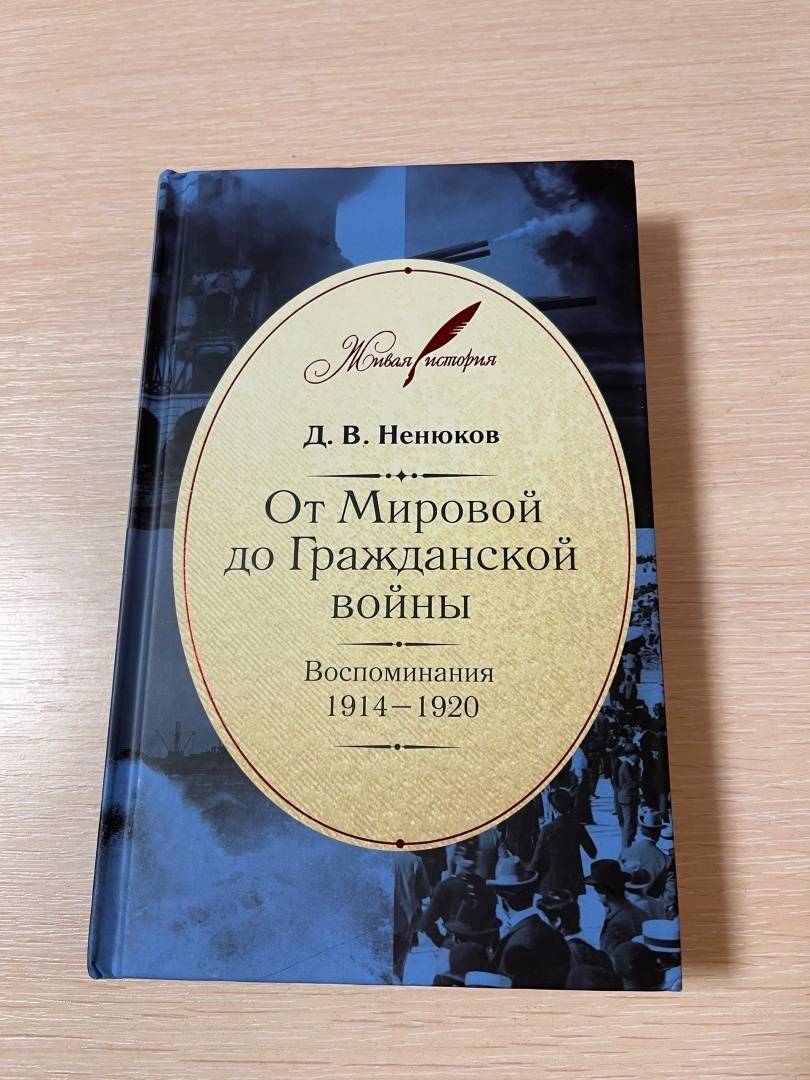 Живая история
Д. В. Ненюков
От Мировой
до Гражданской
войны
Воспоминания
1914–1920